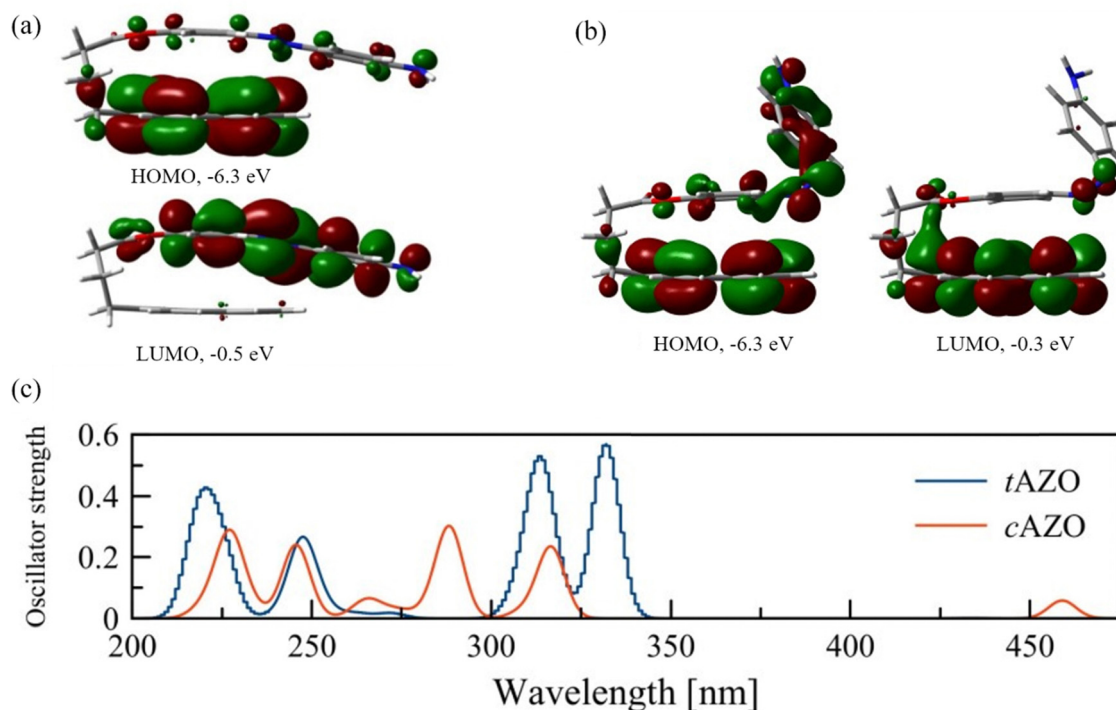 (a)
(b)
HOMO, -6.3 eV
LUMO, -0.5 eV
HOMO, -6.3 eV
LUMO, -0.3 eV
(c)
Oscillator strength
0.6
0.4
0.2
0
tAZO
cAZO
200
250
300
350
400
450
Wavelength [nm]